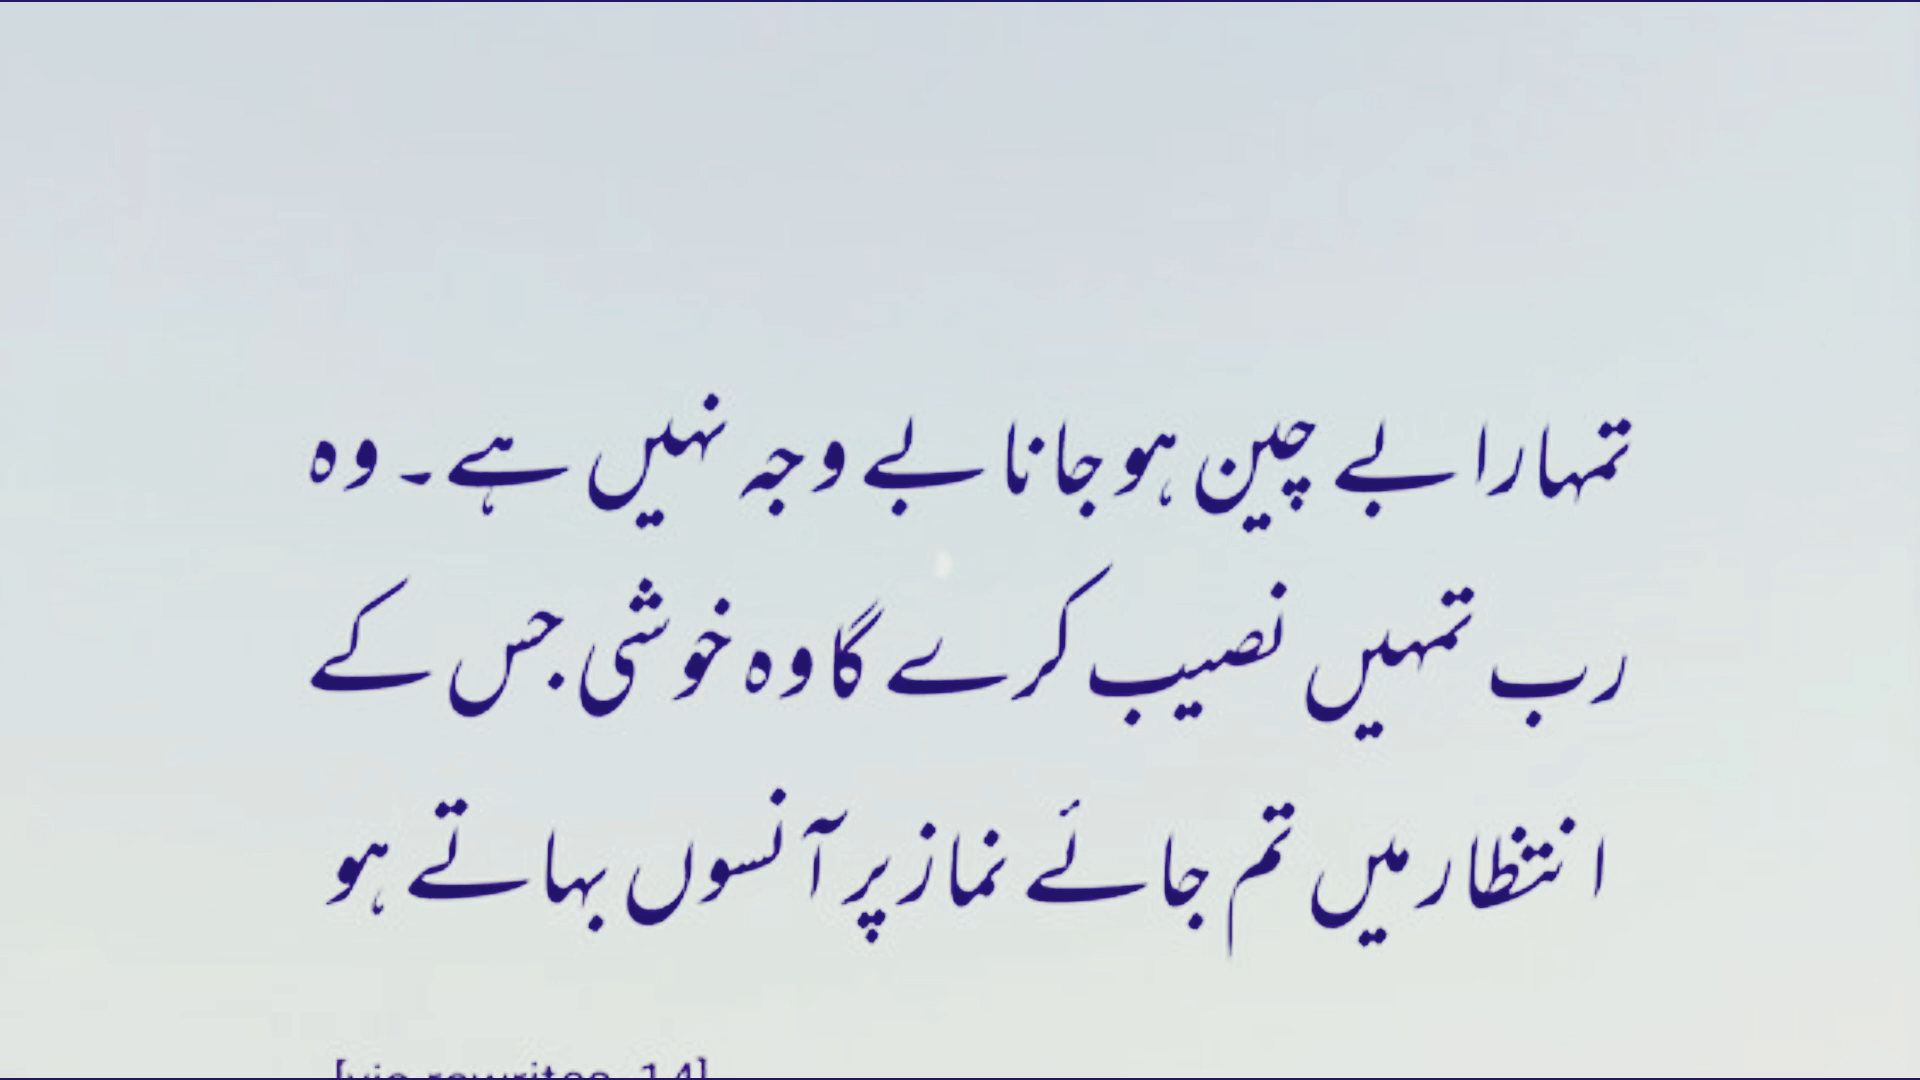 تمہارا بے چین ہو جانا بے وجہ نہیں ہے۔ وہ
رب تمہیں نصیب کرے گا وہ خوشی جس کے
انتظار میں تم جائے نماز پر آنسوں بہاتے ہو